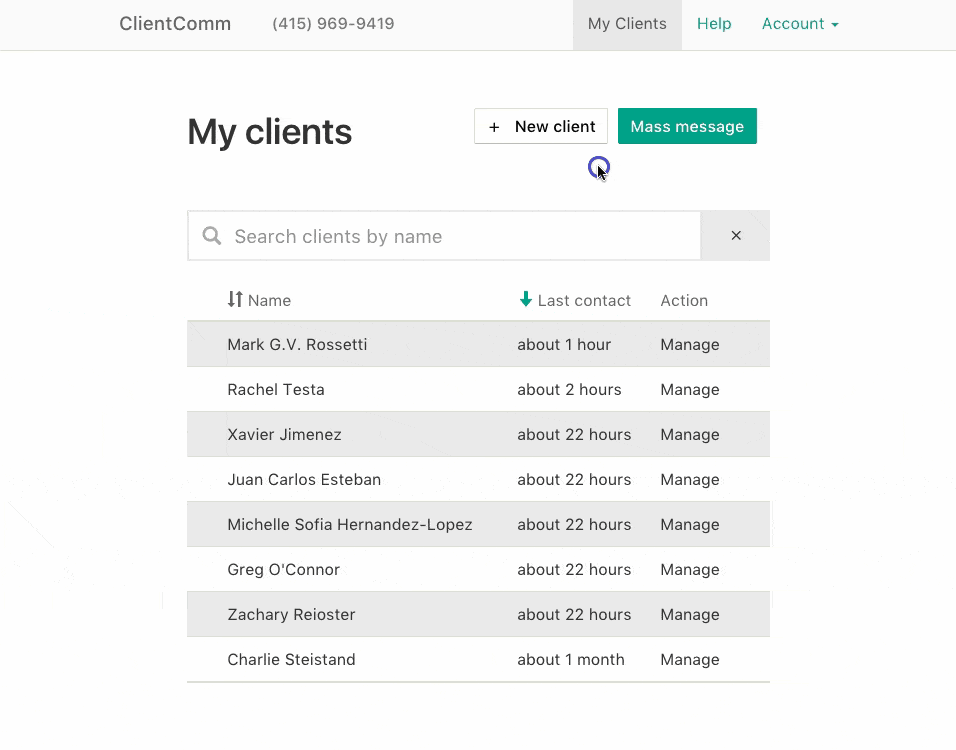 ClientComm (415) 969-9419 My Clients Help Account
My clients + New client Mass message
Search clients by name ×
Name Last contact Action
Mark G.V. Rossetti about 1 hour Manage
Rachel Testa about 2 hours Manage
Xavier Jimenez about 22 hours Manage
Juan Carlos Esteban about 22 hours Manage
Michelle Sofia Hernandez-Lopez about 22 hours Manage
Greg O'Connor about 22 hours Manage
Zachary Reioster about 22 hours Manage
Charlie Steistand about 1 month Manage